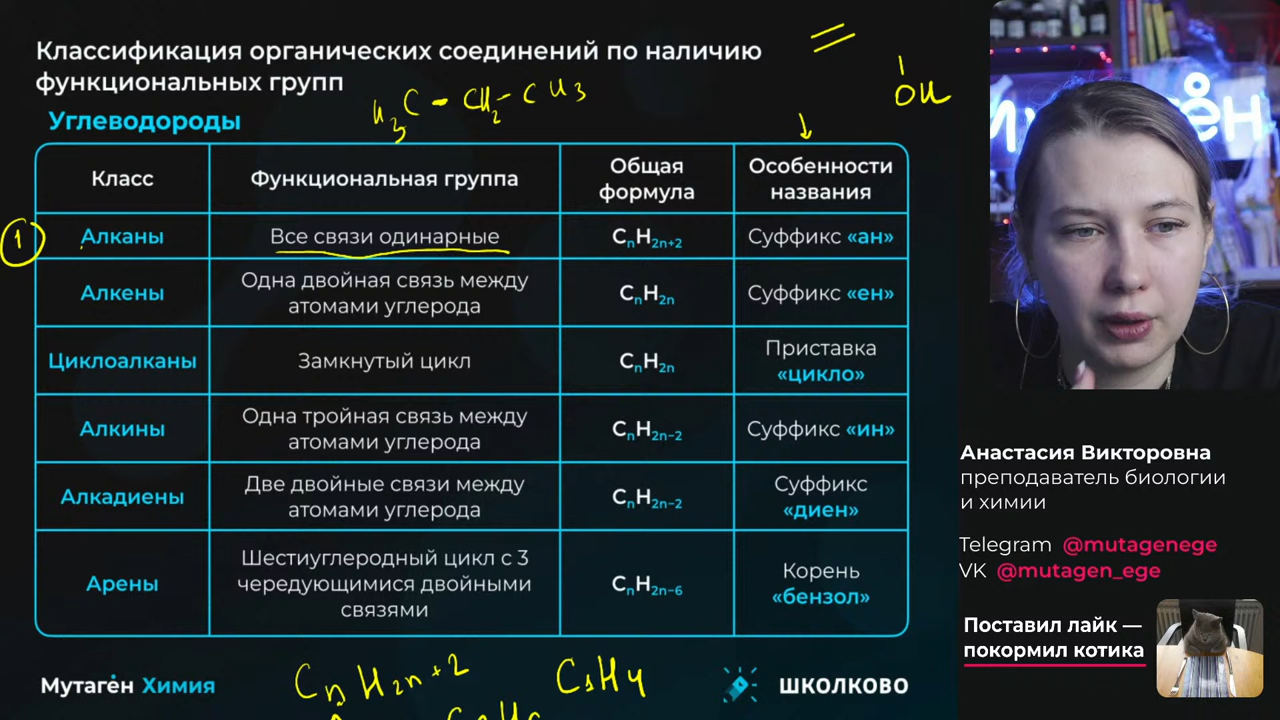 Классификация органических соединений по наличию
функциональных групп
H3C - CH2 - CH3
OH
Углеводороды
Класс
Функциональная группа
Общая
формула
Особенности
названия
1
Алканы
Все связи одинарные
CnH2n+2
Суффикс «ан»
Алкены
Одна двойная связь между
атомами углерода
CnH2n
Суффикс «ен»
Циклоалканы
Замкнутый цикл
CnH2n
Приставка
«цикло»
Алкины
Одна тройная связь между
атомами углерода
CnH2n−2
Суффикс «ин»
Алкадиены
Две двойные связи между
атомами углерода
CnH2n−2
Суффикс
«диен»
Арены
Шестиуглеродный цикл с 3
чередующимися двойными
связями
CnH2n−6
Корень
«бензол»
CnH2n+2
Мутаген Химия
ШКОЛКОВО
Анастасия Викторовна
преподаватель биологии
и химии
Telegram @mutagenege
VK @mutagen_ege
Поставил лайк —
покормил котика